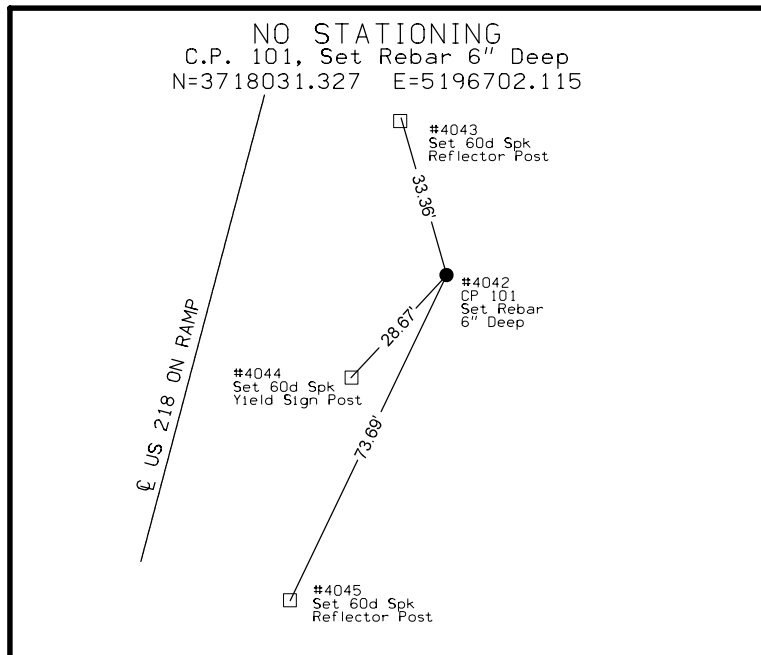 NO STATIONING
C.P. 101, Set Rebar 6" Deep
N=3718031.327 E=5196702.115
#4043
Set 60d Spk
Reflector Post
33.36'
#4042
CP 101
Set Rebar
6" Deep
28.67'
#4044
Set 60d Spk
Yield Sign Post
℄ US 218 ON RAMP
73.69'
#4045
Set 60d Spk
Reflector Post